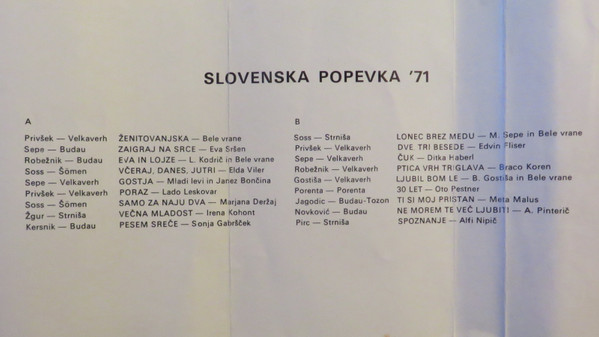 SLOVENSKA POPEVKA '71
A
Privšek — Velkaverh ŽENITOVANJSKA — Bele vrane
Sepe — Budau ZAIGRAJ NA SRCE — Eva Sršen
Robežnik — Budau EVA IN LOJZE — L. Kodrič in Bele vrane
Soss — Šömen VČERAJ, DANES, JUTRI — Elda Viler
Sepe — Velkaverh GOSTJA — Mladi levi in Janez Bončina
Privšek — Velkaverh PORAZ — Lado Leskovar
Soss — Šömen SAMO ZA NAJU DVA — Marjana Deržaj
Žgur — Strniša VEČNA MLADOST — Irena Kohont
Kersnik — Budau PESEM SREČE — Sonja Gabršček
B
Soss — Strniša LONEC BREZ MEDU — M. Sepe in Bele vrane
Privšek — Velkaverh DVE TRI BESEDE — Edvin Fliser
Sepe — Velkaverh ČUK — Ditka Haberl
Robežnik — Velkaverh PTICA VRH TRIGLAVA — Braco Koren
Gostiša — Velkaverh LJUBIL BOM LE — B. Gostiša in Bele vrane
Porenta — Porenta 30 LET — Oto Pestner
Jagodic — Budau-Tozon TI SI MOJ PRISTAN — Meta Malus
Novković — Budau NE MOREM TE VEČ LJUBITI — A. Pinterič
Pirc — Strniša SPOZNANJE — Alfi Nipič